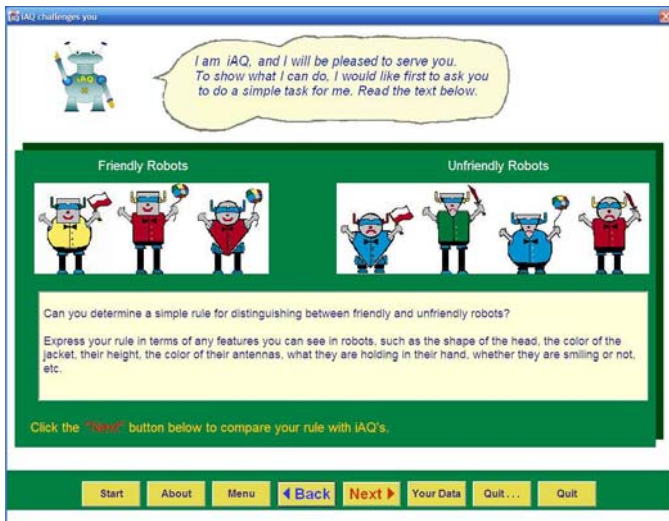 iAQ challenges you
iAQ
I am iAQ, and I will be pleased to serve you.
To show what I can do, I would like first to ask you
to do a simple task for me. Read the text below.
Friendly Robots
Unfriendly Robots
Can you determine a simple rule for distinguishing between friendly and unfriendly robots?
Express your rule in terms of any features you can see in robots, such as the shape of the head, the color of the
jacket, their height, the color of their antennas, what they are holding in their hand, whether they are smiling or not,
etc.
Click the "Next" button below to compare your rule with iAQ's.
Start
About
Menu
Back
Next
Your Data
Quit . . .
Quit